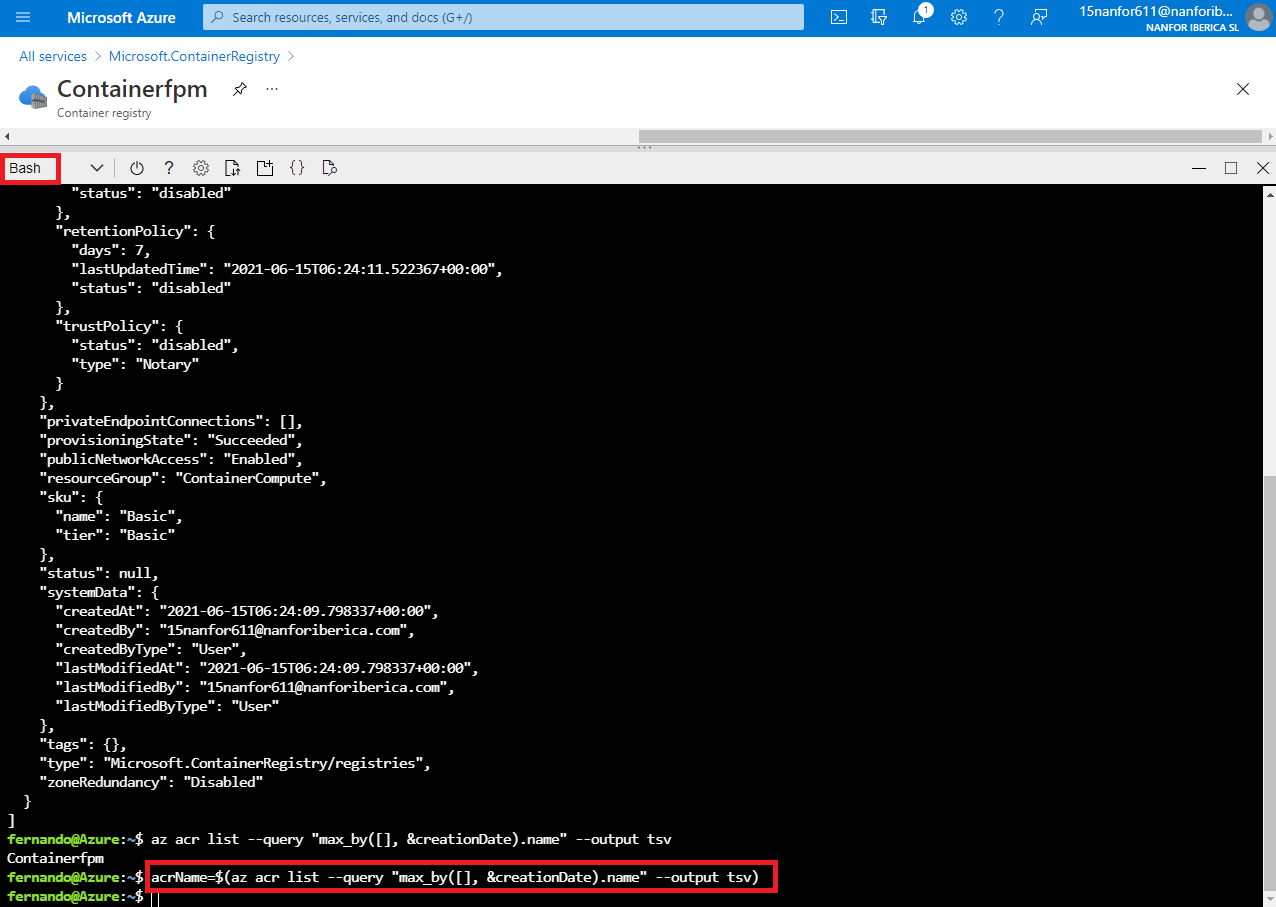 Microsoft Azure
Search resources, services, and docs (G+/)
1
15nanfor611@nanforib...
NANFOR IBERICA SL
All services > Microsoft.ContainerRegistry >
Containerfpm
...
Container registry
Bash
?
{}
"status": "disabled"
},
"retentionPolicy": {
"days": 7,
"lastUpdatedTime": "2021-06-15T06:24:11.522367+00:00",
"status": "disabled"
},
"trustPolicy": {
"status": "disabled",
"type": "Notary"
}
},
"privateEndpointConnections": [],
"provisioningState": "Succeeded",
"publicNetworkAccess": "Enabled",
"resourceGroup": "ContainerCompute",
"sku": {
"name": "Basic",
"tier": "Basic"
},
"status": null,
"systemData": {
"createdAt": "2021-06-15T06:24:09.798337+00:00",
"createdBy": "15nanfor611@nanforiberica.com",
"createdByType": "User",
"lastModifiedAt": "2021-06-15T06:24:09.798337+00:00",
"lastModifiedBy": "15nanfor611@nanforiberica.com",
"lastModifiedByType": "User"
},
"tags": {},
"type": "Microsoft.ContainerRegistry/registries",
"zoneRedundancy": "Disabled"
}
]
fernando@Azure:~$ az acr list --query "max_by([], &creationDate).name" --output tsv
Containerfpm
fernando@Azure:~$ acrName=$(az acr list --query "max_by([], &creationDate).name" --output tsv)
fernando@Azure:~$